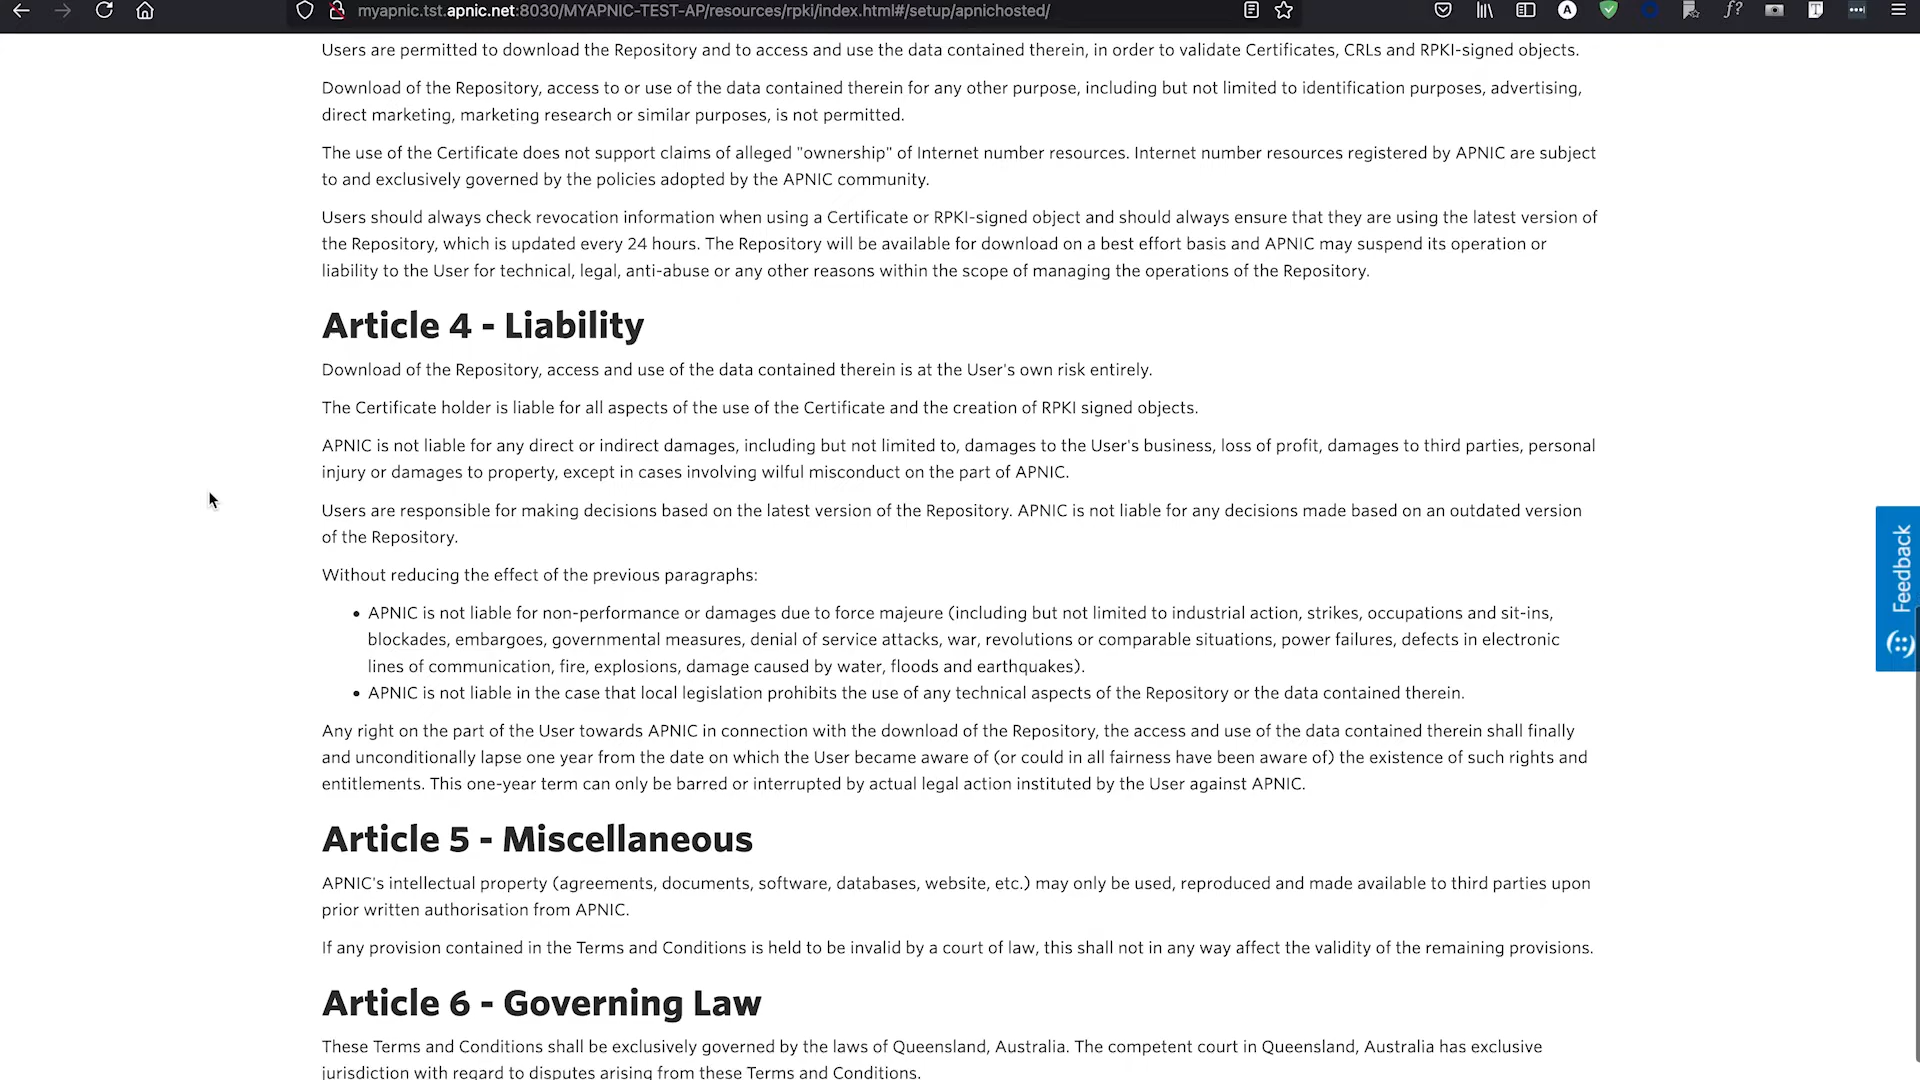 myapnic.tst.apnic.net:8030/MYAPNIC-TEST-AP/resources/rpki/index.html#/setup/apnichosted/
Users are permitted to download the Repository and to access and use the data contained therein, in order to validate Certificates, CRLs and RPKI-signed objects.
Download of the Repository, access to or use of the data contained therein for any other purpose, including but not limited to identification purposes, advertising,
direct marketing, marketing research or similar purposes, is not permitted.
The use of the Certificate does not support claims of alleged "ownership" of Internet number resources. Internet number resources registered by APNIC are subject
to and exclusively governed by the policies adopted by the APNIC community.
Users should always check revocation information when using a Certificate or RPKI-signed object and should always ensure that they are using the latest version of
the Repository, which is updated every 24 hours. The Repository will be available for download on a best effort basis and APNIC may suspend its operation or
liability to the User for technical, legal, anti-abuse or any other reasons within the scope of managing the operations of the Repository.
Article 4 - Liability
Download of the Repository, access and use of the data contained therein is at the User's own risk entirely.
The Certificate holder is liable for all aspects of the use of the Certificate and the creation of RPKI signed objects.
APNIC is not liable for any direct or indirect damages, including but not limited to, damages to the User's business, loss of profit, damages to third parties, personal
injury or damages to property, except in cases involving wilful misconduct on the part of APNIC.
Users are responsible for making decisions based on the latest version of the Repository. APNIC is not liable for any decisions made based on an outdated version
of the Repository.
Without reducing the effect of the previous paragraphs:
• APNIC is not liable for non-performance or damages due to force majeure (including but not limited to industrial action, strikes, occupations and sit-ins,
blockades, embargoes, governmental measures, denial of service attacks, war, revolutions or comparable situations, power failures, defects in electronic
lines of communication, fire, explosions, damage caused by water, floods and earthquakes).
• APNIC is not liable in the case that local legislation prohibits the use of any technical aspects of the Repository or the data contained therein.
Any right on the part of the User towards APNIC in connection with the download of the Repository, the access and use of the data contained therein shall finally
and unconditionally lapse one year from the date on which the User became aware of (or could in all fairness have been aware of) the existence of such rights and
entitlements. This one-year term can only be barred or interrupted by actual legal action instituted by the User against APNIC.
Article 5 - Miscellaneous
APNIC's intellectual property (agreements, documents, software, databases, website, etc.) may only be used, reproduced and made available to third parties upon
prior written authorisation from APNIC.
If any provision contained in the Terms and Conditions is held to be invalid by a court of law, this shall not in any way affect the validity of the remaining provisions.
Article 6 - Governing Law
These Terms and Conditions shall be exclusively governed by the laws of Queensland, Australia. The competent court in Queensland, Australia has exclusive
jurisdiction with regard to disputes arising from these Terms and Conditions.
Feedback